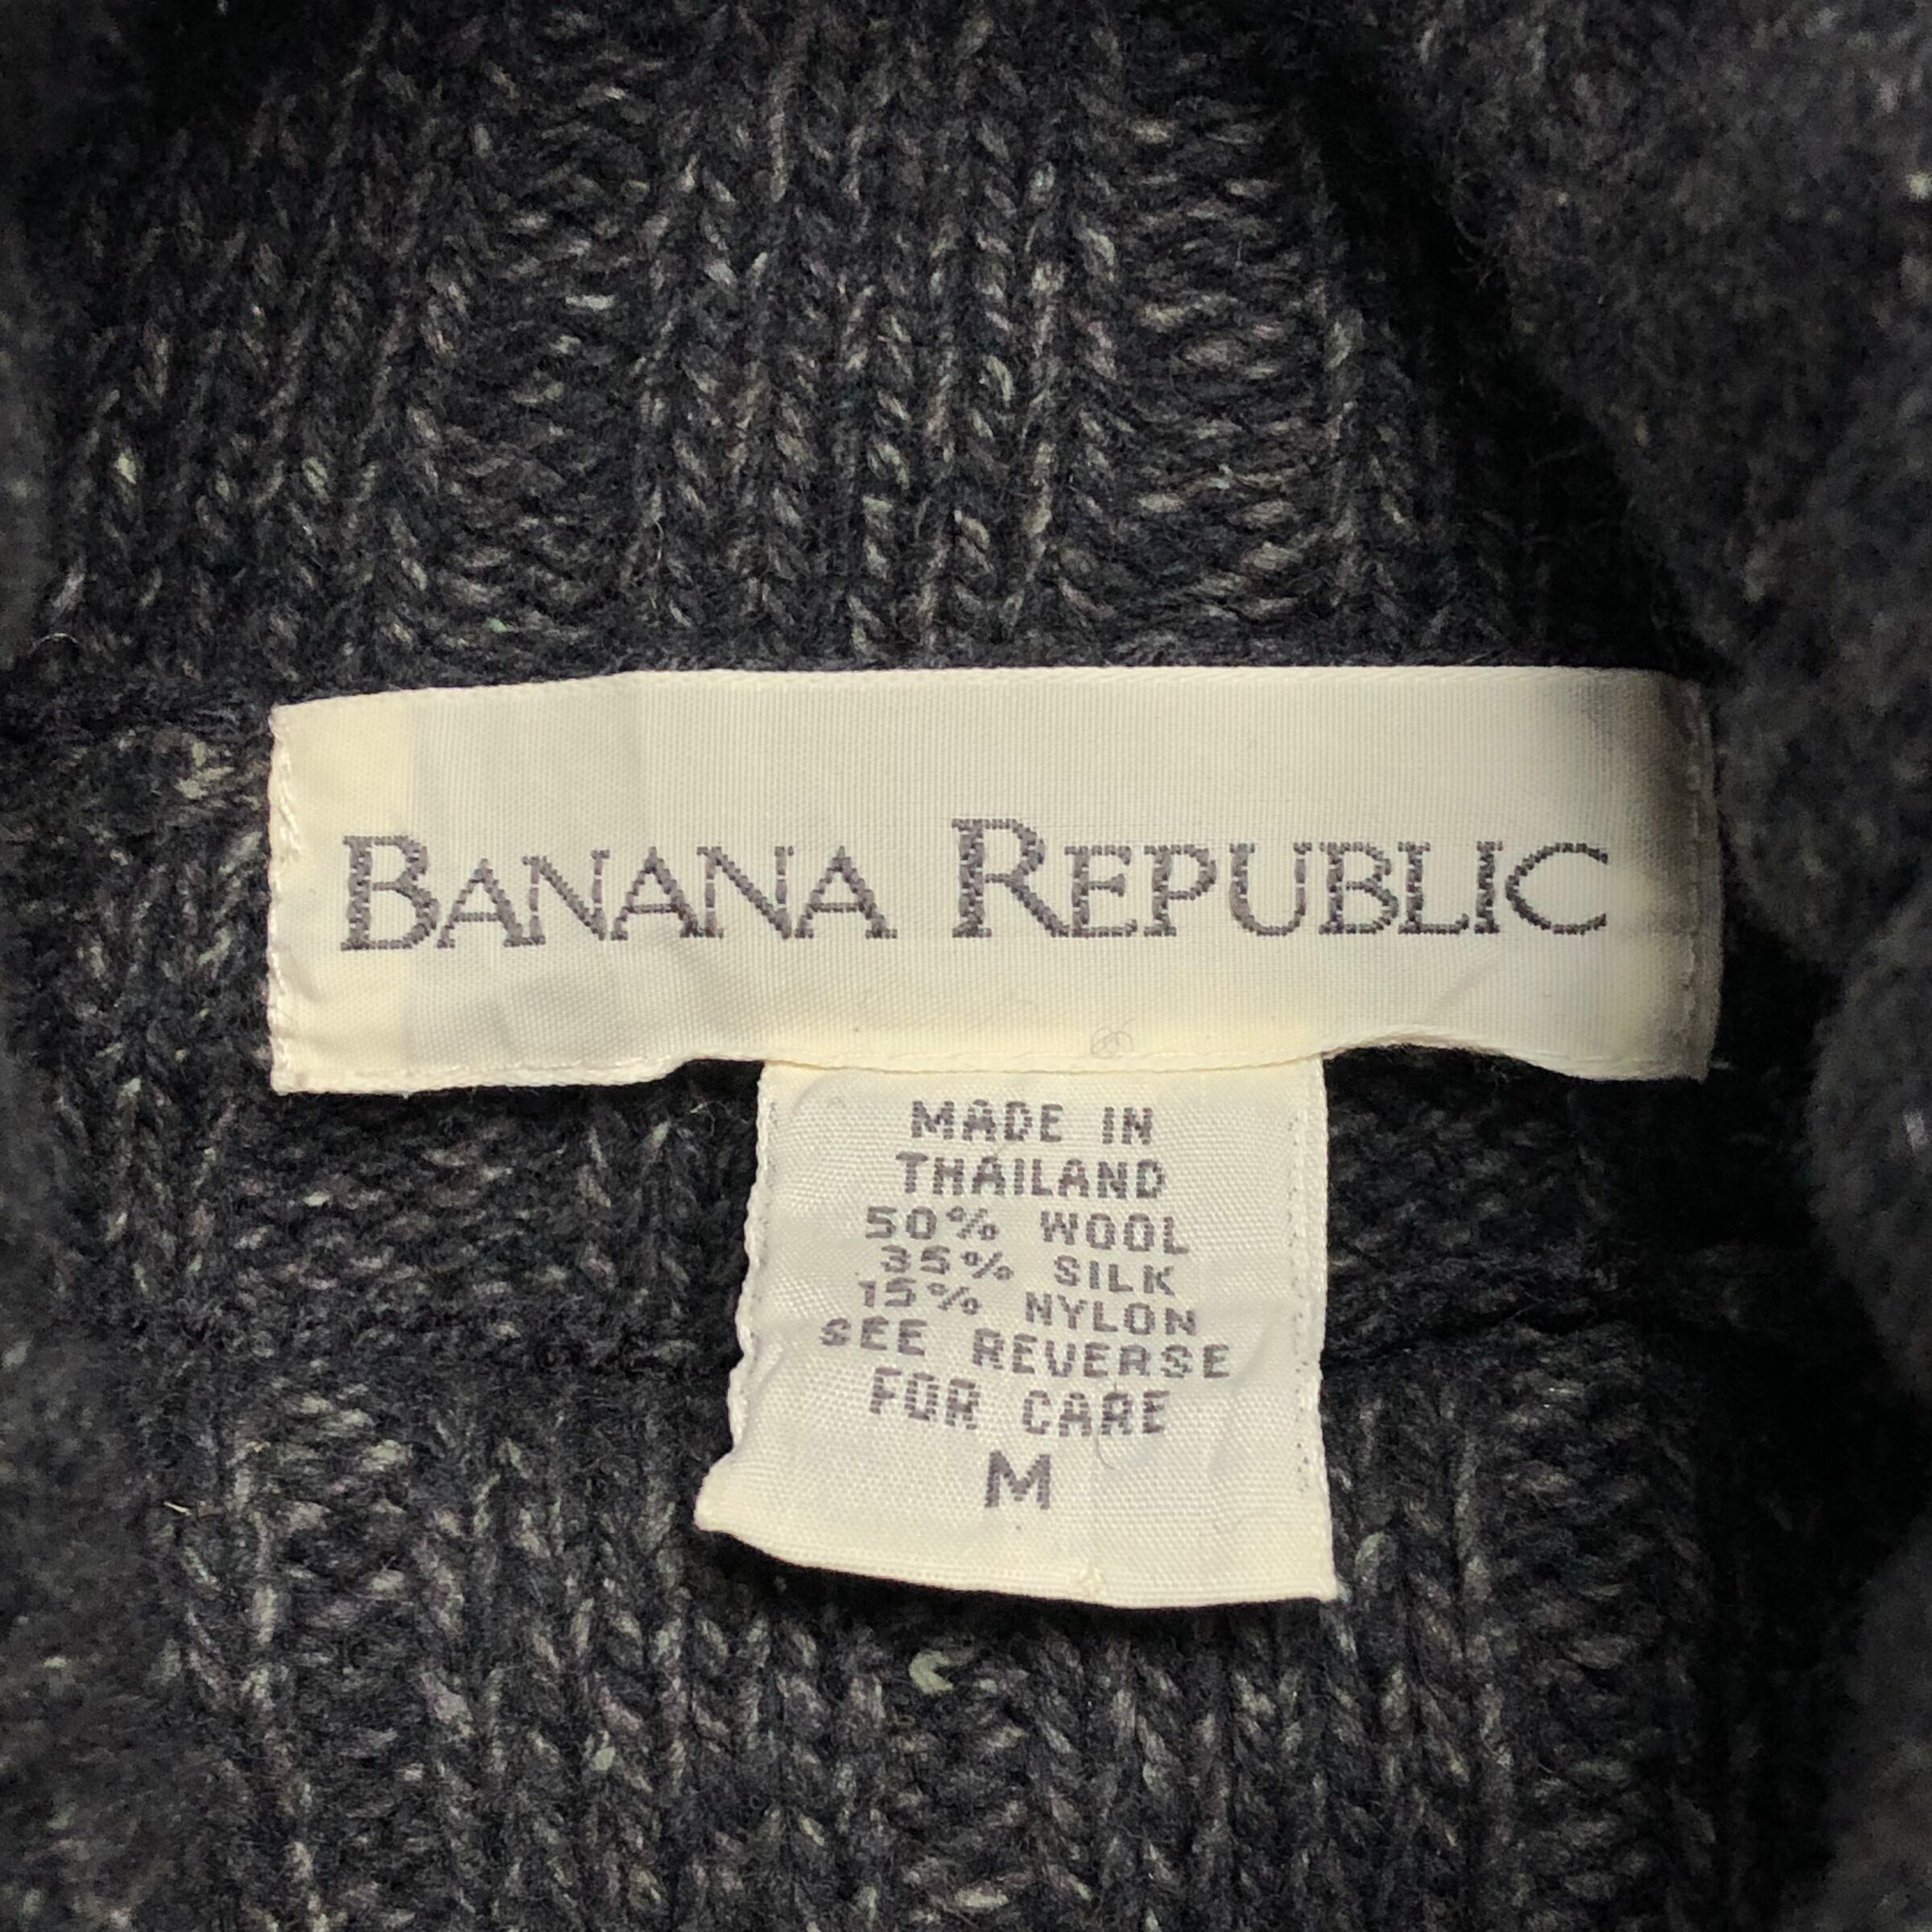 BANANA REPUBLIC
MADE IN
THAILAND
50% WOOL
35% SILK
15% NYLON
SEE REVERSE
FOR CARE
M